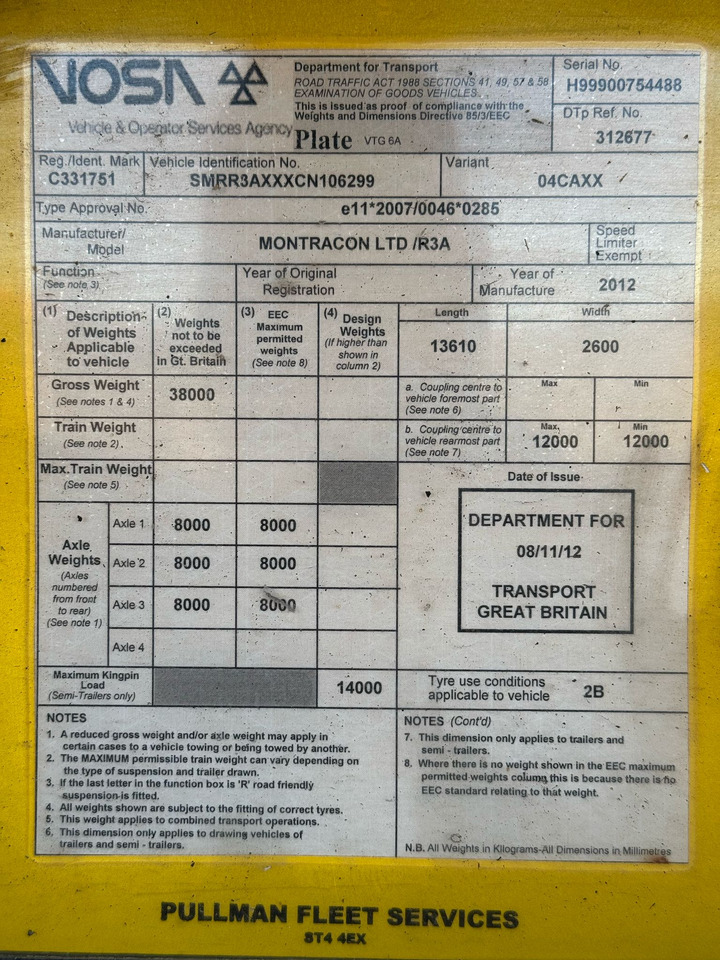 VOSA
Vehicle & Operator Services Agency
Department for Transport
ROAD TRAFFIC ACT 1988 SECTIONS 41, 49, 57 & 58
EXAMINATION OF GOODS VEHICLES.
This is issued as proof of compliance with the
Weights and Dimensions Directive 85/3/EEC
Plate VTG 6A
Serial No.
H99900754488
DTp Ref. No.
312677
Reg./Ident. Mark
C331751
Vehicle Identification No.
SMRR3AXXXCN106299
Variant
04CAXX
Type Approval No.
e11*2007/0046*0285
Manufacturer/
Model
MONTRACON LTD /R3A
Speed
Limiter
Exempt
Function
(See note 3)
Year of Original
Registration
Year of
Manufacture
2012
(1) Description
of Weights
Applicable
to vehicle
(2) Weights
not to be
exceeded
in Gt. Britain
(3) EEC
Maximum
permitted
weights
(See note 8)
(4) Design
Weights
(If higher than
shown in
column 2)
Length
13610
Width
2600
Gross Weight
(See notes 1 & 4)
38000
a. Coupling centre to
vehicle foremost part
(See note 6)
Max
Min
Train Weight
(See note 2)
b. Coupling centre to
vehicle rearmost part
(See note 7)
Max.
12000
Min
12000
Max.Train Weight
(See note 5)
Date of Issue
DEPARTMENT FOR
08/11/12
TRANSPORT
GREAT BRITAIN
Axle
Weights
(Axles
numbered
from front
to rear)
(See note 1)
Axle 1 8000 8000
Axle 2 8000 8000
Axle 3 8000 8000
Axle 4
Maximum Kingpin
Load
(Semi-Trailers only)
14000
Tyre use conditions
applicable to vehicle
2B
NOTES
1. A reduced gross weight and/or axle weight may apply in
certain cases to a vehicle towing or being towed by another.
2. The MAXIMUM permissible train weight can vary depending on
the type of suspension and trailer drawn.
3. If the last letter in the function box is 'R' road friendly
suspension is fitted.
4. All weights shown are subject to the fitting of correct tyres.
5. This weight applies to combined transport operations.
6. This dimension only applies to drawing vehicles of
trailers and semi - trailers.
NOTES (Cont'd)
7. This dimension only applies to trailers and
semi - trailers.
8. Where there is no weight shown in the EEC maximum
permitted weights column this is because there is no
EEC standard relating to that weight.
N.B. All Weights in Kilograms-All Dimensions in Millimetres
PULLMAN FLEET SERVICES
ST4 4EX